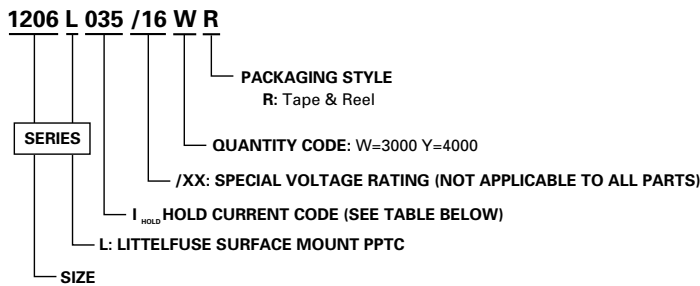 1206 L 035 /16 W R
PACKAGING STYLE
R: Tape & Reel
SERIES
QUANTITY CODE: W=3000 Y=4000
/XX: SPECIAL VOLTAGE RATING (NOT APPLICABLE TO ALL PARTS)
I HOLD HOLD CURRENT CODE (SEE TABLE BELOW)
L: LITTELFUSE SURFACE MOUNT PPTC
SIZE